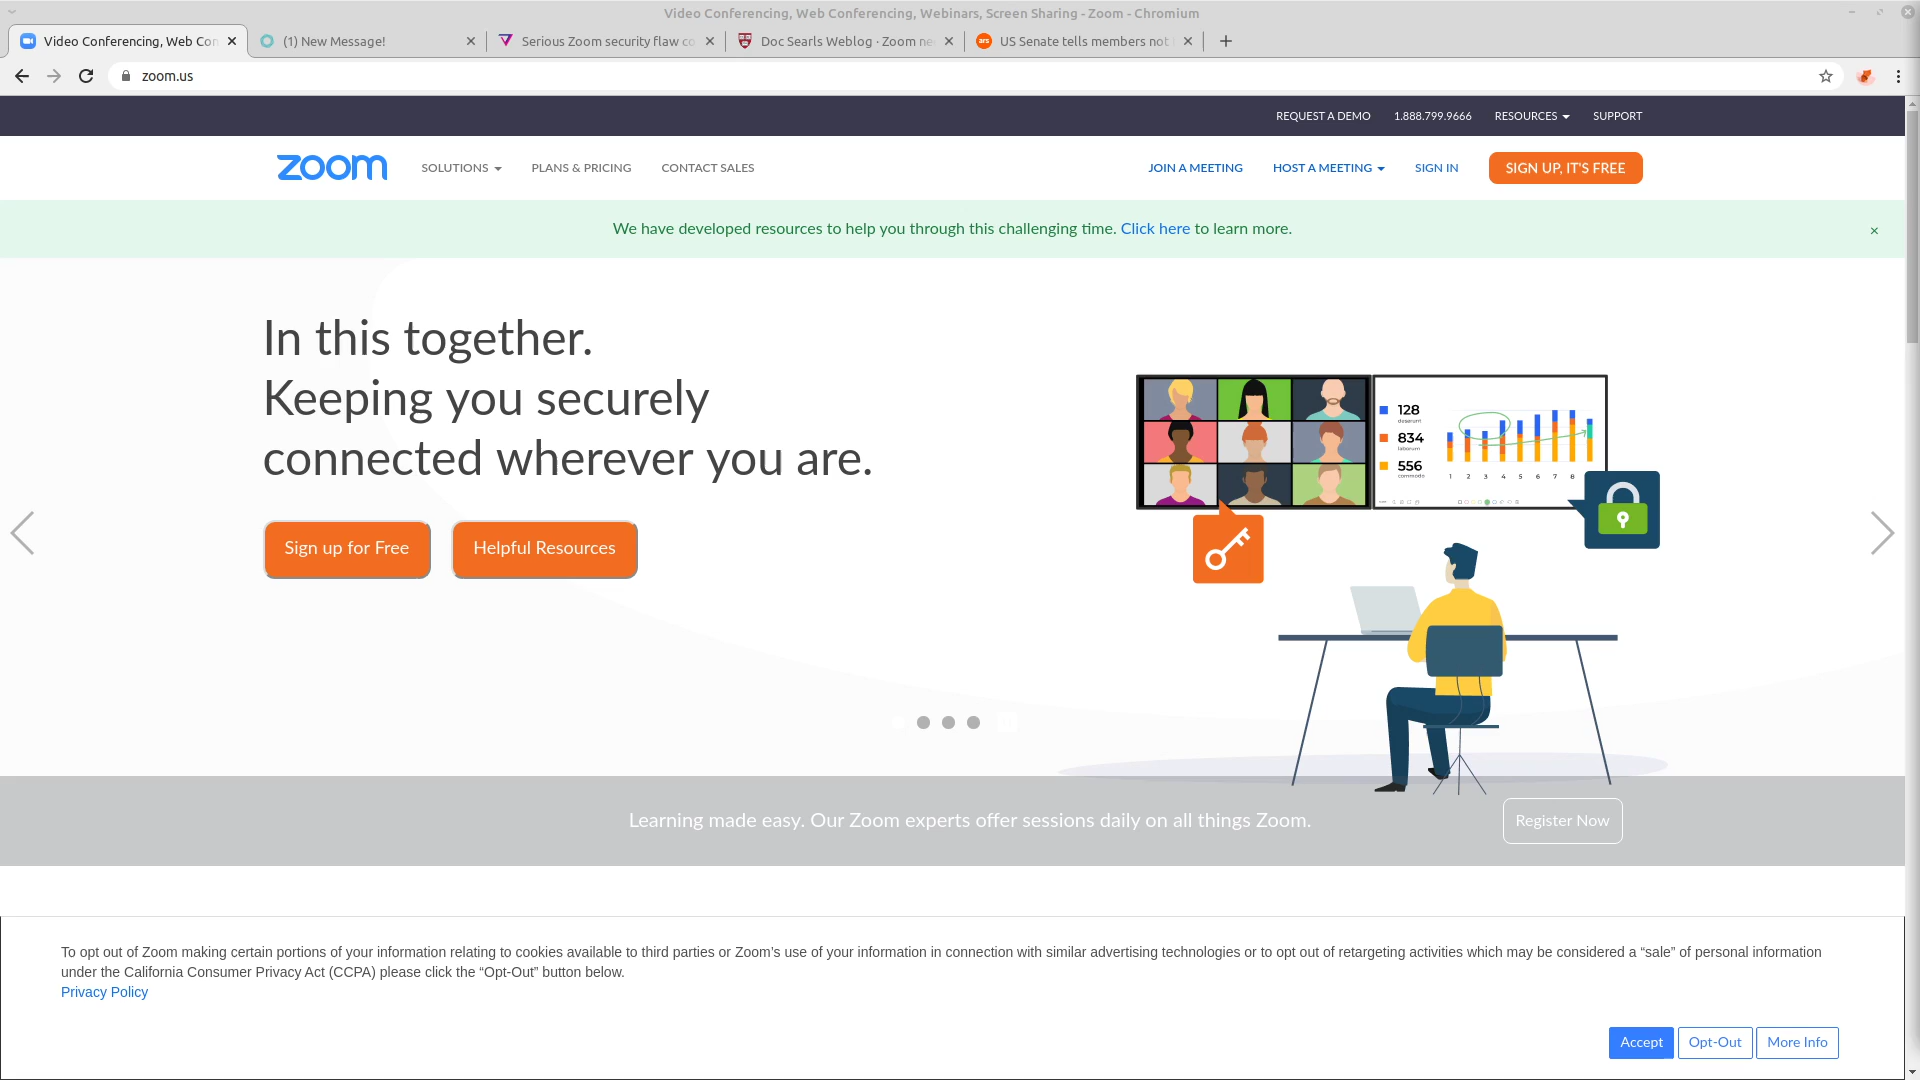 Video Conferencing, Web Conferencing, Webinars, Screen Sharing - Zoom - Chromium
Video Conferencing, Web Con
(1) New Message!
Serious Zoom security flaw co
Doc Searls Weblog · Zoom ne
US Senate tells members not
zoom.us
REQUEST A DEMO
1.888.799.9666
RESOURCES
SUPPORT
zoom
SOLUTIONS
PLANS & PRICING
CONTACT SALES
JOIN A MEETING
HOST A MEETING
SIGN IN
SIGN UP, IT'S FREE
We have developed resources to help you through this challenging time. Click here to learn more.
In this together.
Keeping you securely
connected wherever you are.
Sign up for Free
Helpful Resources
128
deserunt
834
laborum
556
commodo
1 2 3 4 5 6 7 8
Learning made easy. Our Zoom experts offer sessions daily on all things Zoom.
Register Now
To opt out of Zoom making certain portions of your information relating to cookies available to third parties or Zoom’s use of your information in connection with similar advertising technologies or to opt out of retargeting activities which may be considered a “sale” of personal information
under the California Consumer Privacy Act (CCPA) please click the “Opt-Out” button below.
Privacy Policy
Accept
Opt-Out
More Info